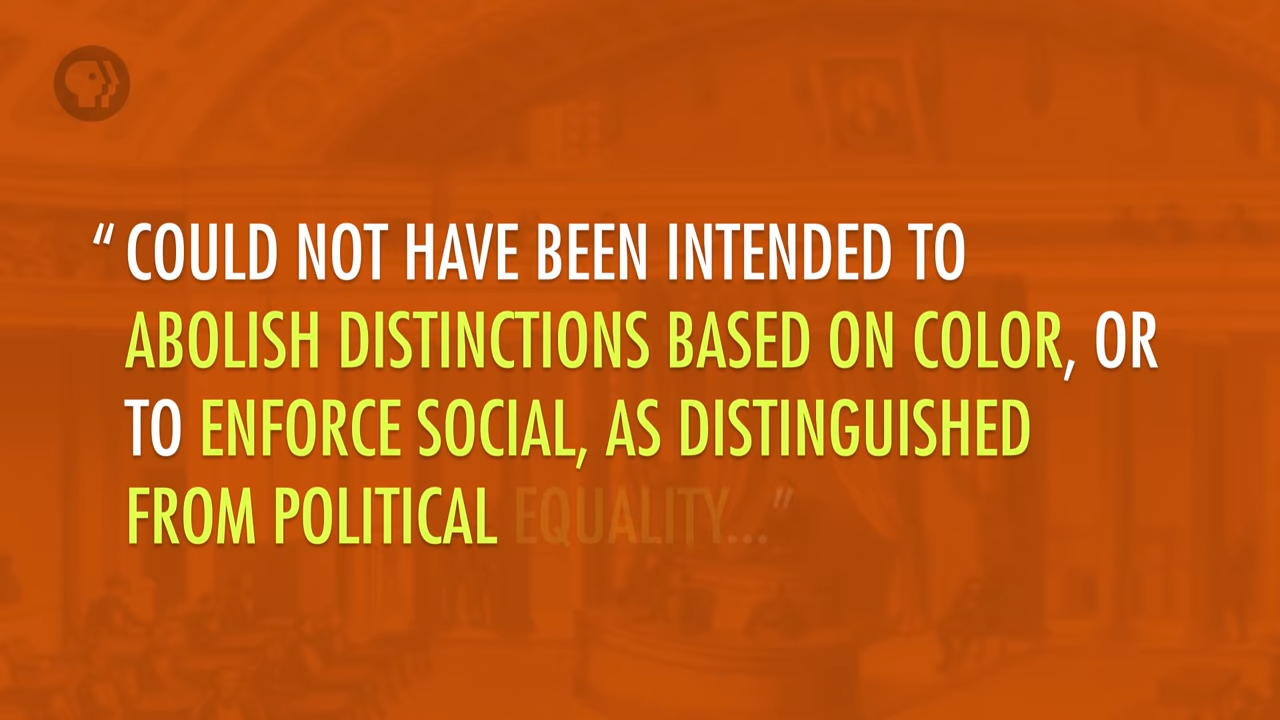 “ COULD NOT HAVE BEEN INTENDED TO
ABOLISH DISTINCTIONS BASED ON COLOR, OR
TO ENFORCE SOCIAL, AS DISTINGUISHED
FROM POLITICAL EQUALITY...”